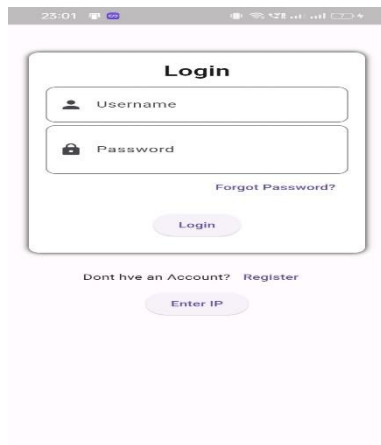 23:01
Login
Username
Password
Forgot Password?
Login
Dont hve an Account? Register
Enter IP